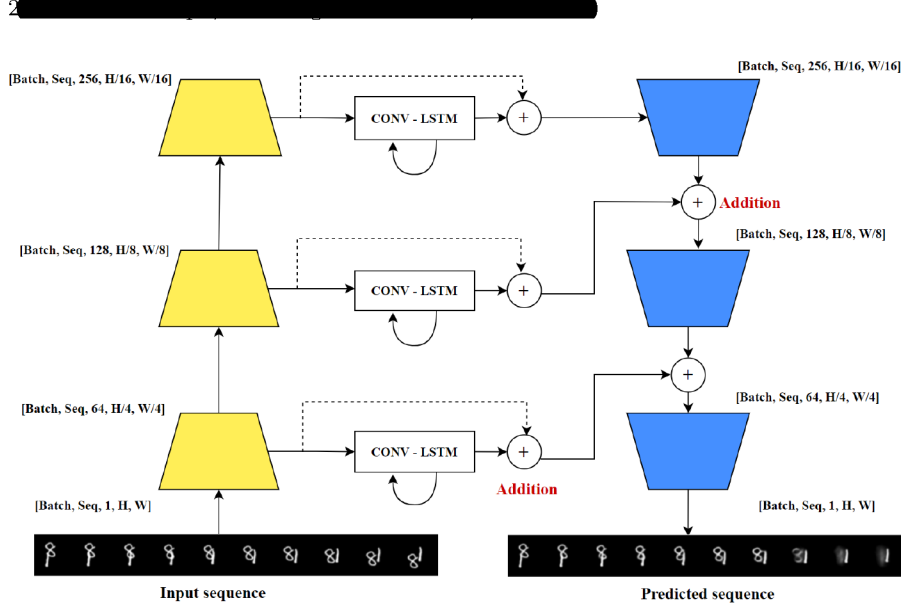 [Batch, Seq, 256, H/16, W/16]
[Batch, Seq, 256, H/16, W/16]
CONV - LSTM
+
+
Addition
[Batch, Seq, 128, H/8, W/8]
[Batch, Seq, 128, H/8, W/8]
CONV - LSTM
+
+
[Batch, Seq, 64, H/4, W/4]
[Batch, Seq, 64, H/4, W/4]
CONV - LSTM
+
Addition
[Batch, Seq, 1, H, W]
[Batch, Seq, 1, H, W]
Input sequence
Predicted sequence